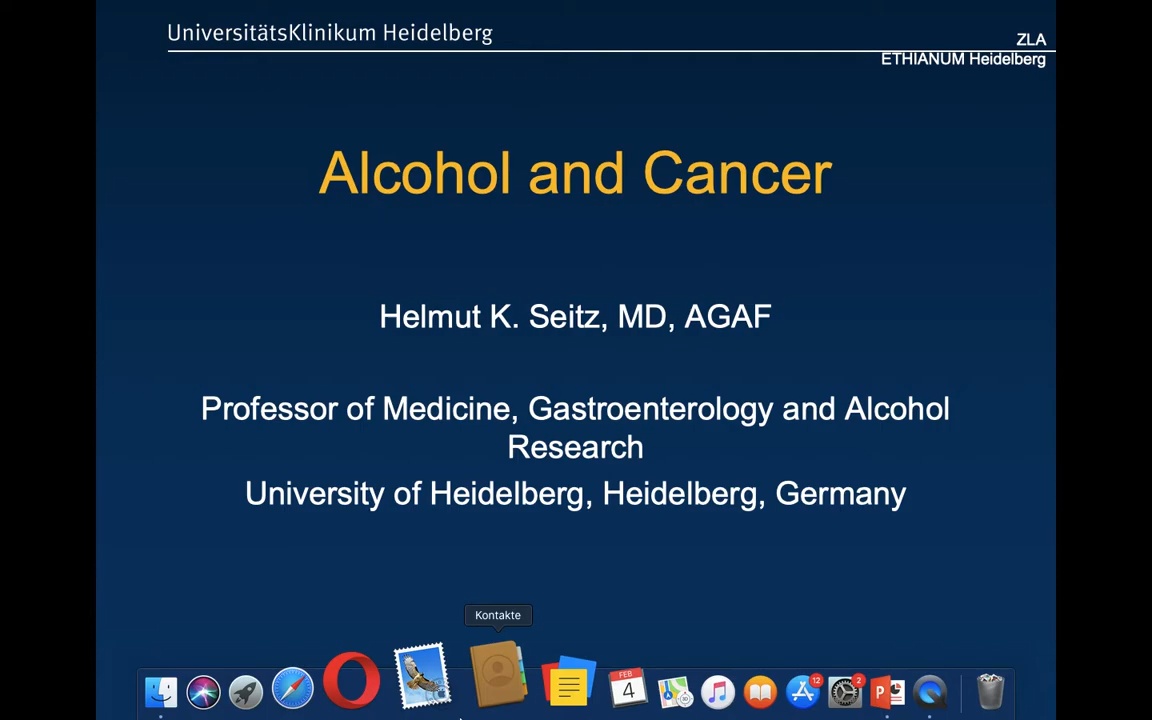 UniversitätsKlinikum Heidelberg
ZLA
ETHIANUM Heidelberg
Alcohol and Cancer
Helmut K. Seitz, MD, AGAF
Professor of Medicine, Gastroenterology and Alcohol
Research
University of Heidelberg, Heidelberg, Germany
Kontakte
FEB
4
12
2
P